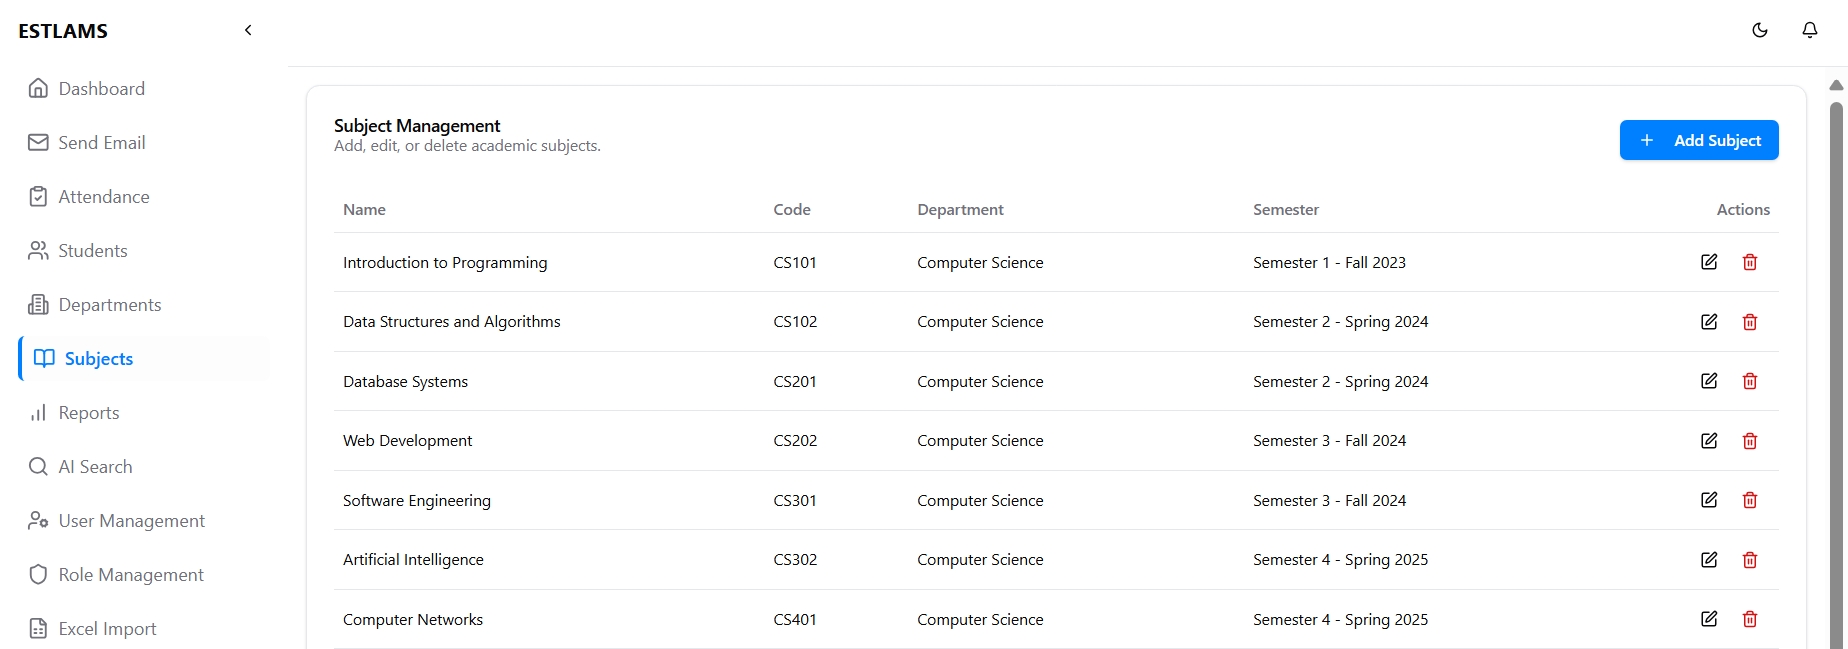 ESTLAMS
Dashboard
Send Email
Attendance
Students
Departments
Subjects
Reports
AI Search
User Management
Role Management
Excel Import
Subject Management
Add, edit, or delete academic subjects.
Add Subject
Name Code Department Semester Actions
Introduction to Programming CS101 Computer Science Semester 1 - Fall 2023
Data Structures and Algorithms CS102 Computer Science Semester 2 - Spring 2024
Database Systems CS201 Computer Science Semester 2 - Spring 2024
Web Development CS202 Computer Science Semester 3 - Fall 2024
Software Engineering CS301 Computer Science Semester 3 - Fall 2024
Artificial Intelligence CS302 Computer Science Semester 4 - Spring 2025
Computer Networks CS401 Computer Science Semester 4 - Spring 2025